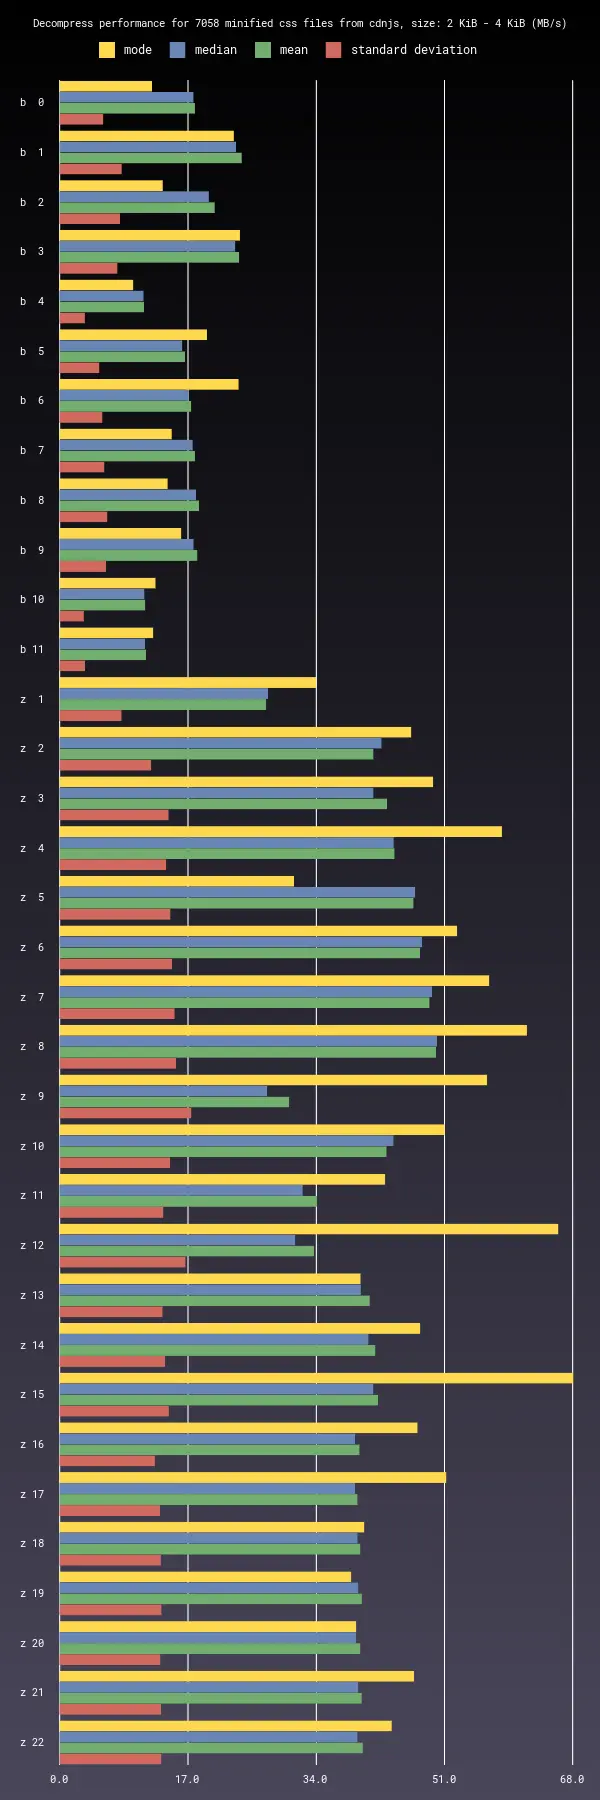 Decompress performance for 7058 minified css files from cdnjs, size: 2 KiB - 4 KiB (MB/s)
mode median mean standard deviation
b 0
b 1
b 2
b 3
b 4
b 5
b 6
b 7
b 8
b 9
b 10
b 11
z 1
z 2
z 3
z 4
z 5
z 6
z 7
z 8
z 9
z 10
z 11
z 12
z 13
z 14
z 15
z 16
z 17
z 18
z 19
z 20
z 21
z 22
0.0 17.0 34.0 51.0 68.0